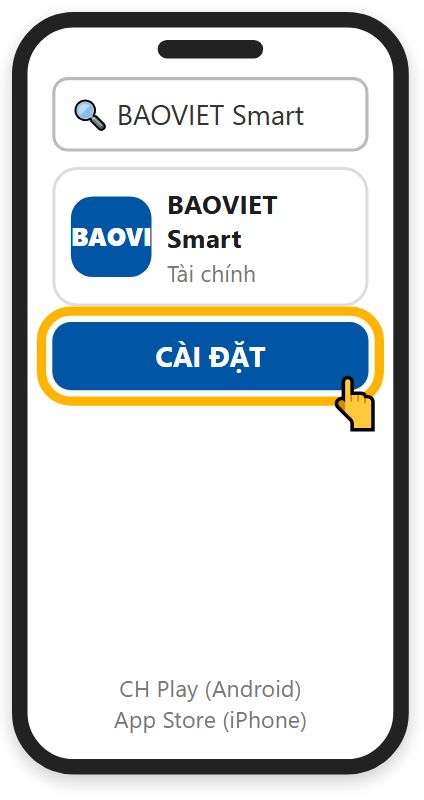 BAOVIET Smart
BAOVI
BAOVIET
Smart
Tài chính
CÀI ĐẶT
CH Play (Android)
App Store (iPhone)